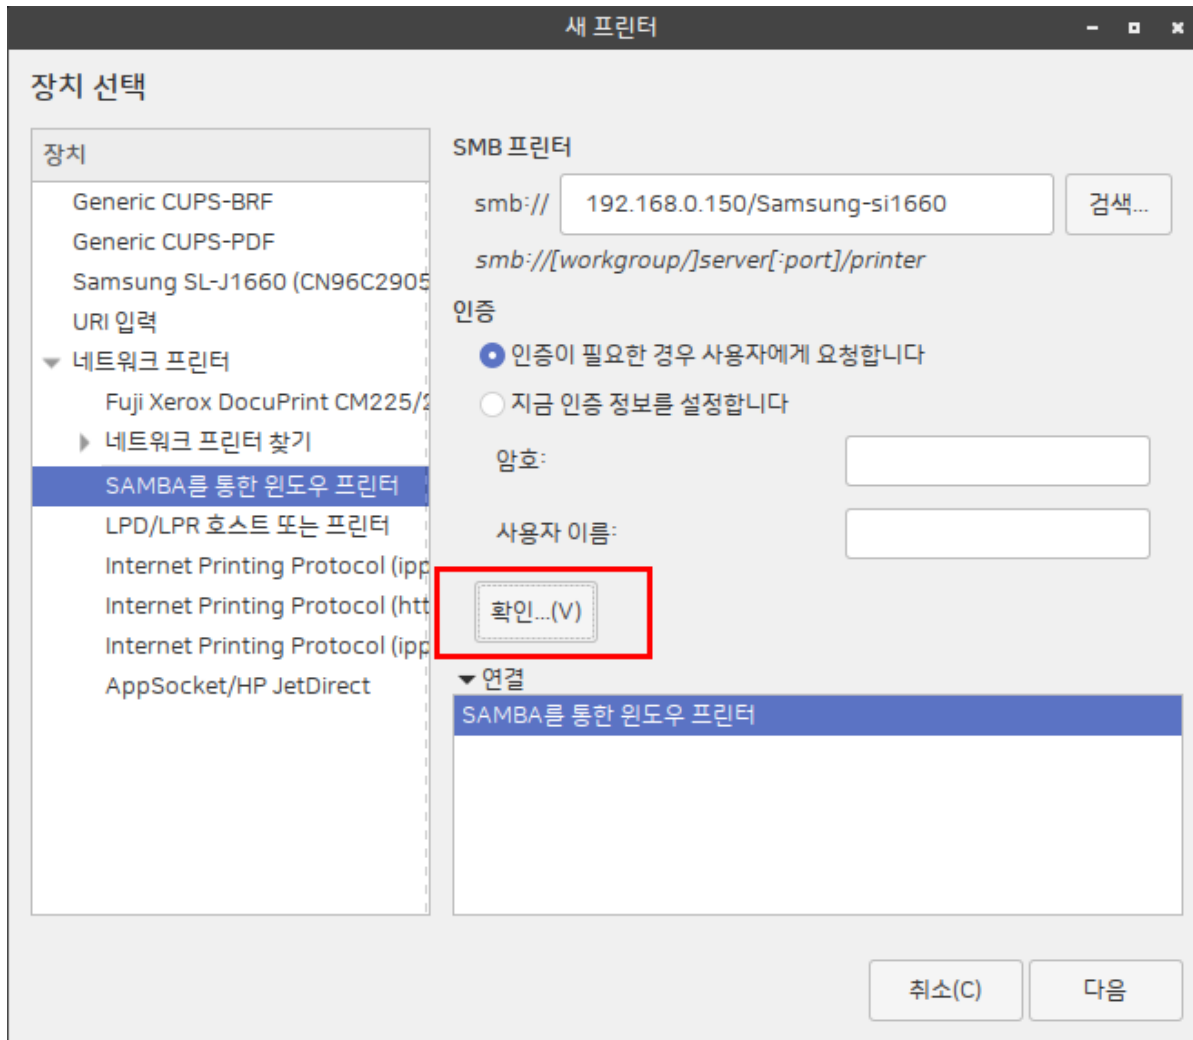 새 프린터
장치 선택
장치
Generic CUPS-BRF
Generic CUPS-PDF
Samsung SL-J1660 (CN96C2905
URI 입력
네트워크 프린터
Fuji Xerox DocuPrint CM225/2
네트워크 프린터 찾기
SAMBA를 통한 윈도우 프린터
LPD/LPR 호스트 또는 프린터
Internet Printing Protocol (ipp
Internet Printing Protocol (htt
Internet Printing Protocol (ipp
AppSocket/HP JetDirect
SMB 프린터
smb:// 192.168.0.150/Samsung-si1660 검색...
smb://[workgroup/]server[:port]/printer
인증
인증이 필요한 경우 사용자에게 요청합니다
지금 인증 정보를 설정합니다
암호:
사용자 이름:
확인...(V)
연결
SAMBA를 통한 윈도우 프린터
취소(C) 다음